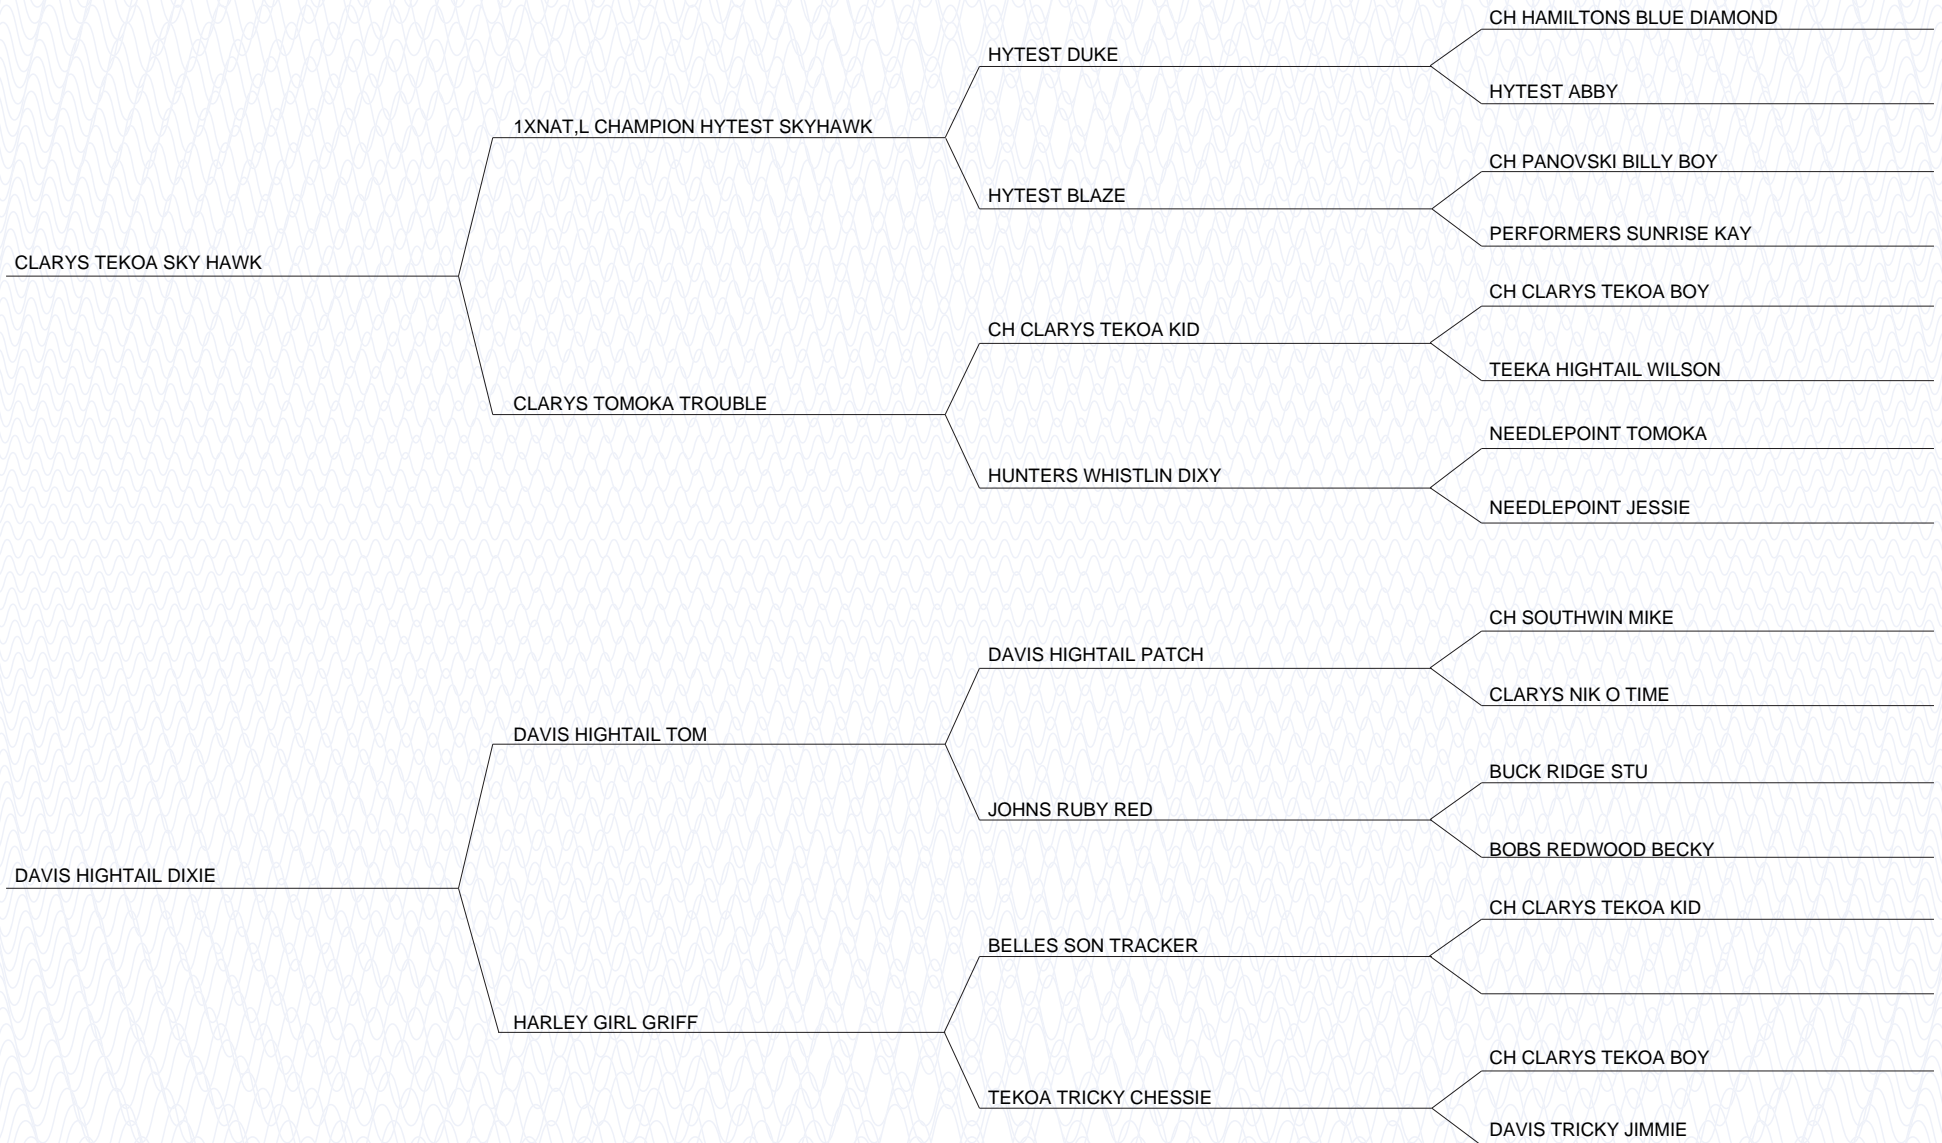 CH HAMILTONS BLUE DIAMOND
HYTEST DUKE
HYTEST ABBY
1XNAT,L CHAMPION HYTEST SKYHAWK
CH PANOVSKI BILLY BOY
HYTEST BLAZE
PERFORMERS SUNRISE KAY
CLARYS TEKOA SKY HAWK
CH CLARYS TEKOA BOY
CH CLARYS TEKOA KID
TEEKA HIGHTAIL WILSON
CLARYS TOMOKA TROUBLE
NEEDLEPOINT TOMOKA
HUNTERS WHISTLIN DIXY
NEEDLEPOINT JESSIE
CH SOUTHWIN MIKE
DAVIS HIGHTAIL PATCH
CLARYS NIK O TIME
DAVIS HIGHTAIL TOM
BUCK RIDGE STU
JOHNS RUBY RED
BOBS REDWOOD BECKY
DAVIS HIGHTAIL DIXIE
CH CLARYS TEKOA KID
BELLES SON TRACKER
HARLEY GIRL GRIFF
CH CLARYS TEKOA BOY
TEKOA TRICKY CHESSIE
DAVIS TRICKY JIMMIE